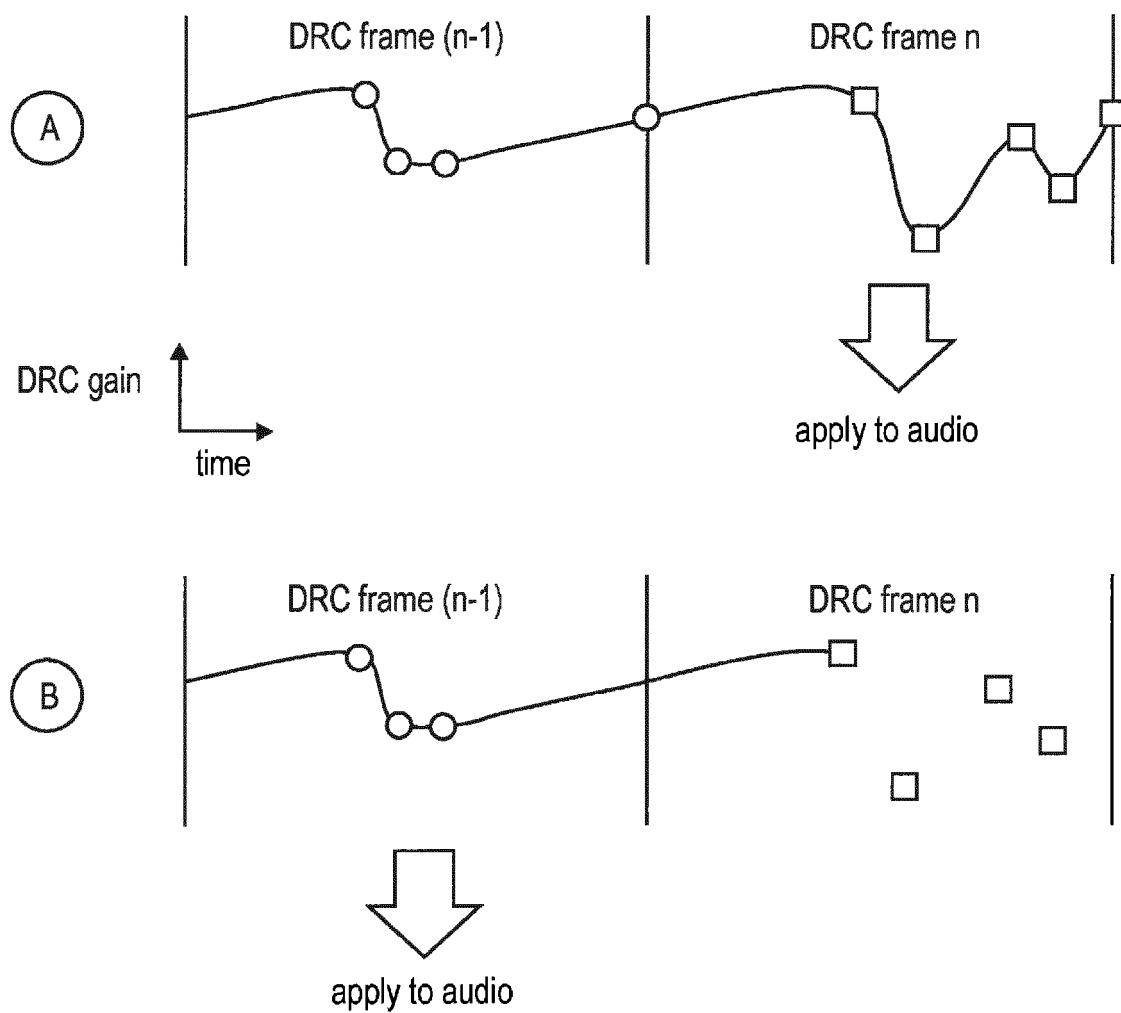 DRC frame (n-1)
DRC frame n
A
DRC gain
time
apply to audio
DRC frame (n-1)
DRC frame n
B
apply to audio